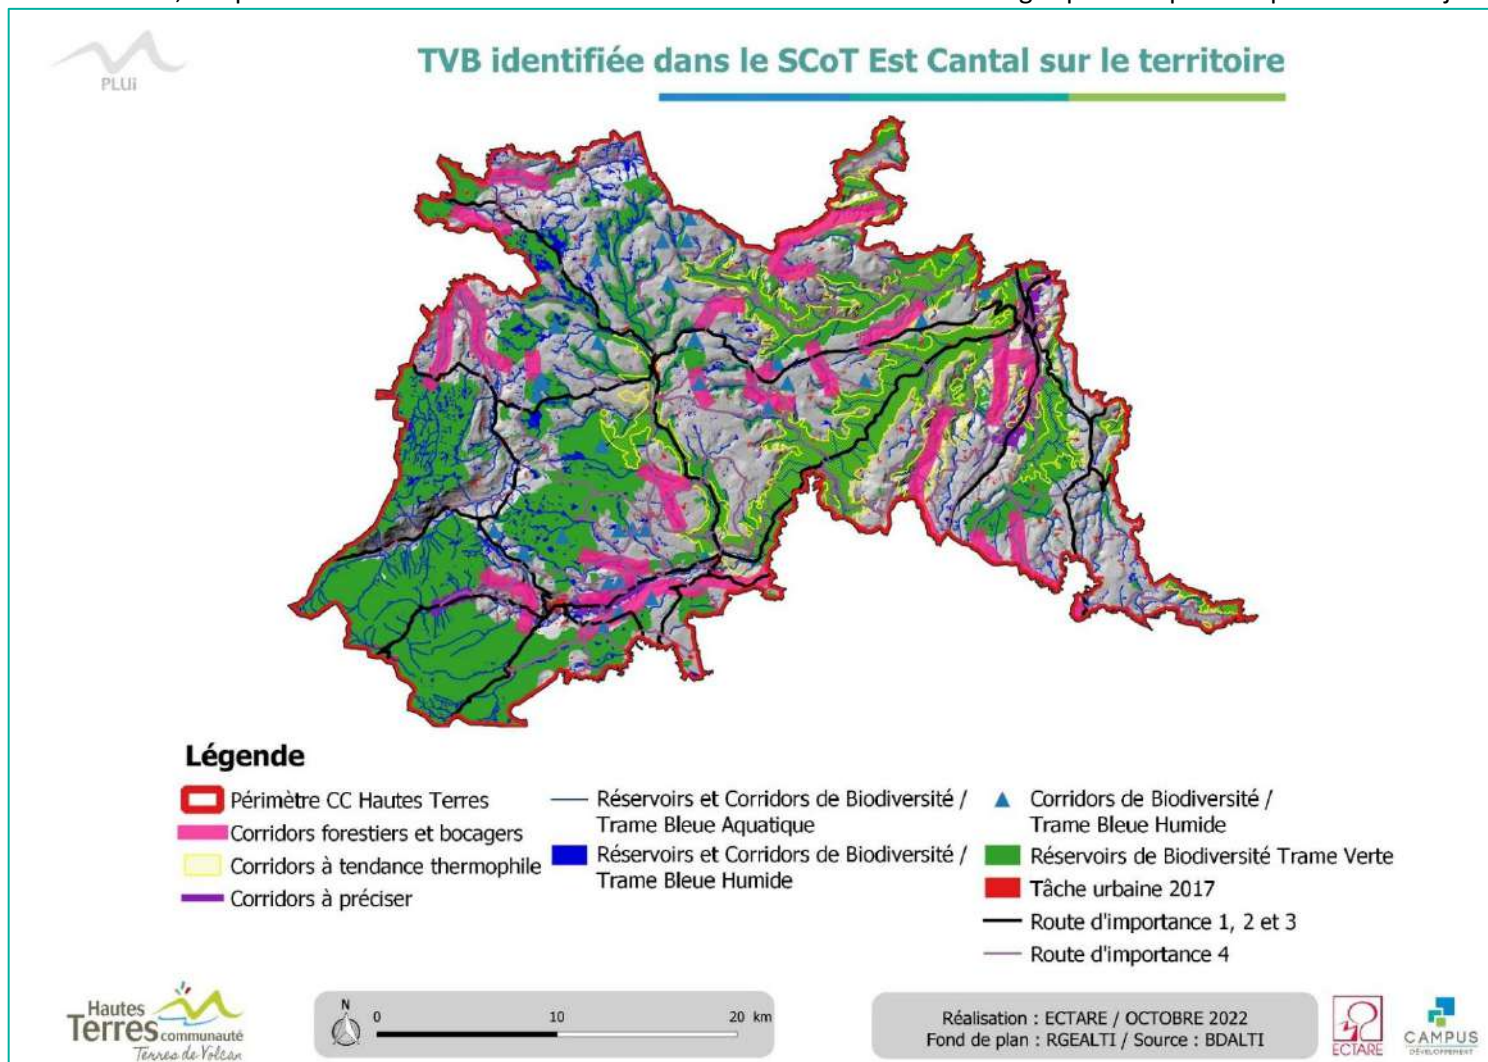 PLUi
TVB identifiée dans le SCoT Est Cantal sur le territoire
Légende
Périmètre CC Hautes Terres
Corridors forestiers et bocagers
Corridors à tendance thermophile
Corridors à préciser
Réservoirs et Corridors de Biodiversité /
Trame Bleue Aquatique
Réservoirs et Corridors de Biodiversité /
Trame Bleue Humide
Corridors de Biodiversité /
Trame Bleue Humide
Réservoirs de Biodiversité Trame Verte
Tâche urbaine 2017
Route d'importance 1, 2 et 3
Route d'importance 4
Hautes
Terres communauté
Terres de Volcan
N
0 10 20 km
Réalisation : ECTARE / OCTOBRE 2022
Fond de plan : RGEALTI / Source : BDALTI
ECTARE
CAMPUS
DÉVELOPPEMENT